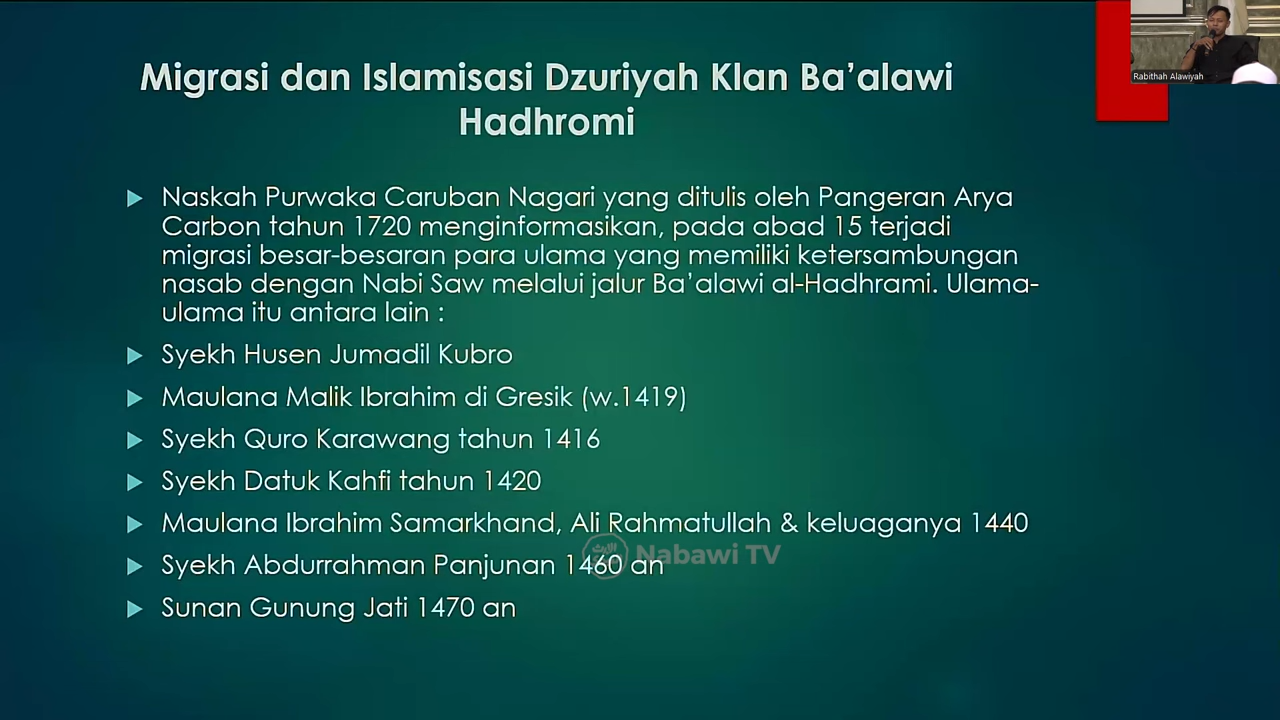 Migrasi dan Islamisasi Dzuriyah Klan Ba’alawi
Hadhromi
Rabithah Alawiyah
Naskah Purwaka Caruban Nagari yang ditulis oleh Pangeran Arya
Carbon tahun 1720 menginformasikan, pada abad 15 terjadi
migrasi besar-besaran para ulama yang memiliki ketersambungan
nasab dengan Nabi Saw melalui jalur Ba’alawi al-Hadhrami. Ulama-
ulama itu antara lain :
Syekh Husen Jumadil Kubro
Maulana Malik Ibrahim di Gresik (w.1419)
Syekh Quro Karawang tahun 1416
Syekh Datuk Kahfi tahun 1420
Maulana Ibrahim Samarkhand, Ali Rahmatullah & keluaganya 1440
Nabawi TV
Syekh Abdurrahman Panjunan 1460 an
Sunan Gunung Jati 1470 an